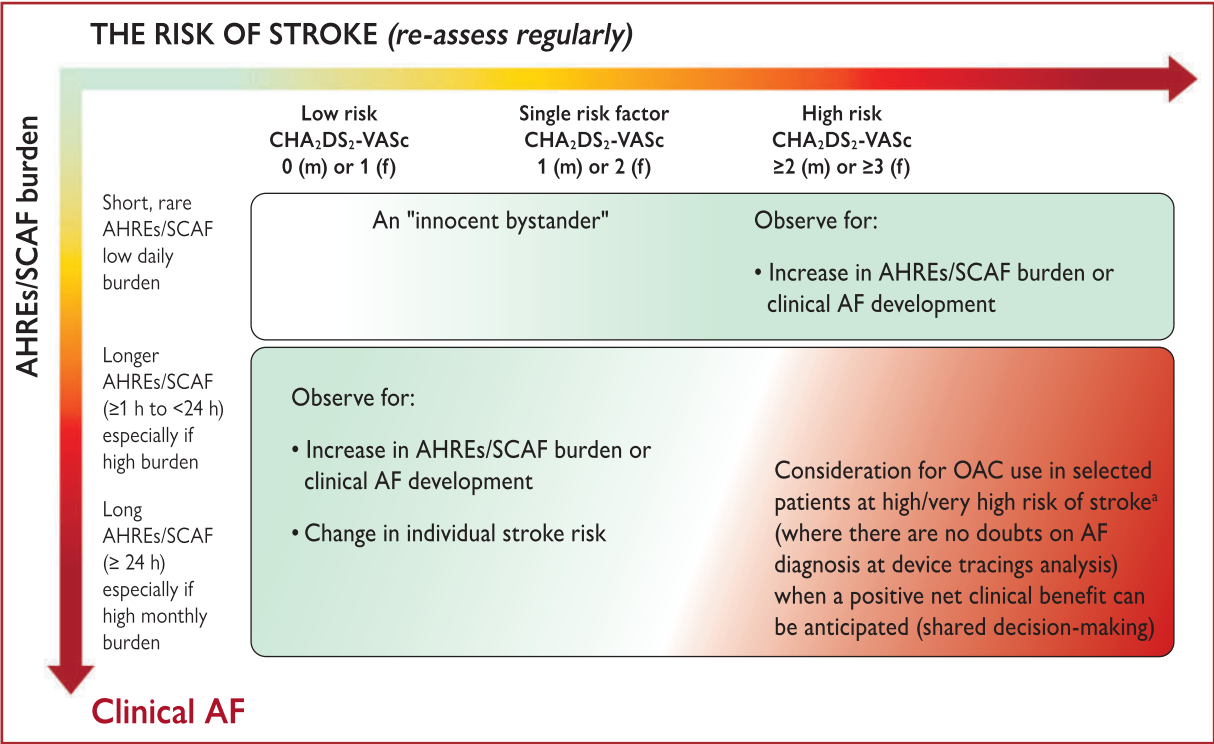 THE RISK OF STROKE (re-assess regularly)
AHREs/SCAF burden
Low risk
CHA₂DS₂-VASc
0 (m) or 1 (f)
Single risk factor
CHA₂DS₂-VASc
1 (m) or 2 (f)
High risk
CHA₂DS₂-VASc
≥2 (m) or ≥3 (f)
Short, rare
AHREs/SCAF
low daily
burden
An "innocent bystander"
Observe for:
• Increase in AHREs/SCAF burden or
clinical AF development
Longer
AHREs/SCAF
(≥1 h to <24 h)
especially if
high burden
Long
AHREs/SCAF
(≥ 24 h)
especially if
high monthly
burden
Observe for:
• Increase in AHREs/SCAF burden or
clinical AF development
• Change in individual stroke risk
Consideration for OAC use in selected
patients at high/very high risk of strokeᵃ
(where there are no doubts on AF
diagnosis at device tracings analysis)
when a positive net clinical benefit can
be anticipated (shared decision-making)
Clinical AF